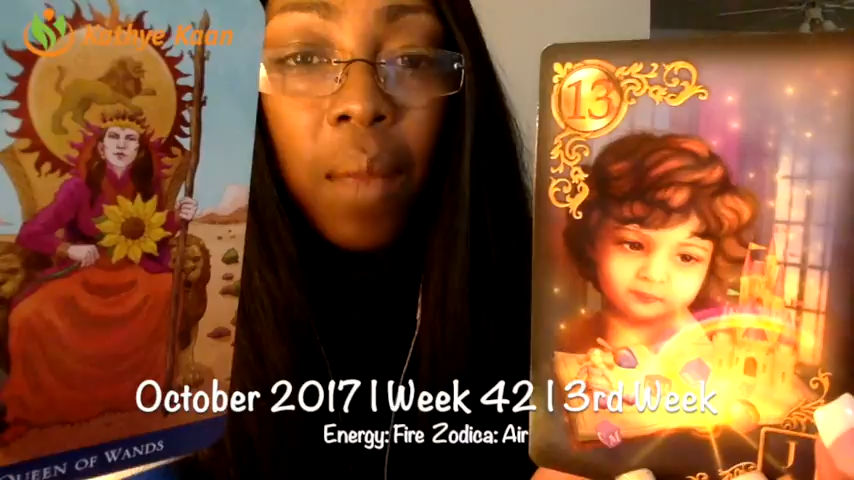 Kathye Kaan
13
October 2017 | Week 42 | 3rd Week
Energy: Fire Zodica: Air
J
QUEEN OF WANDS